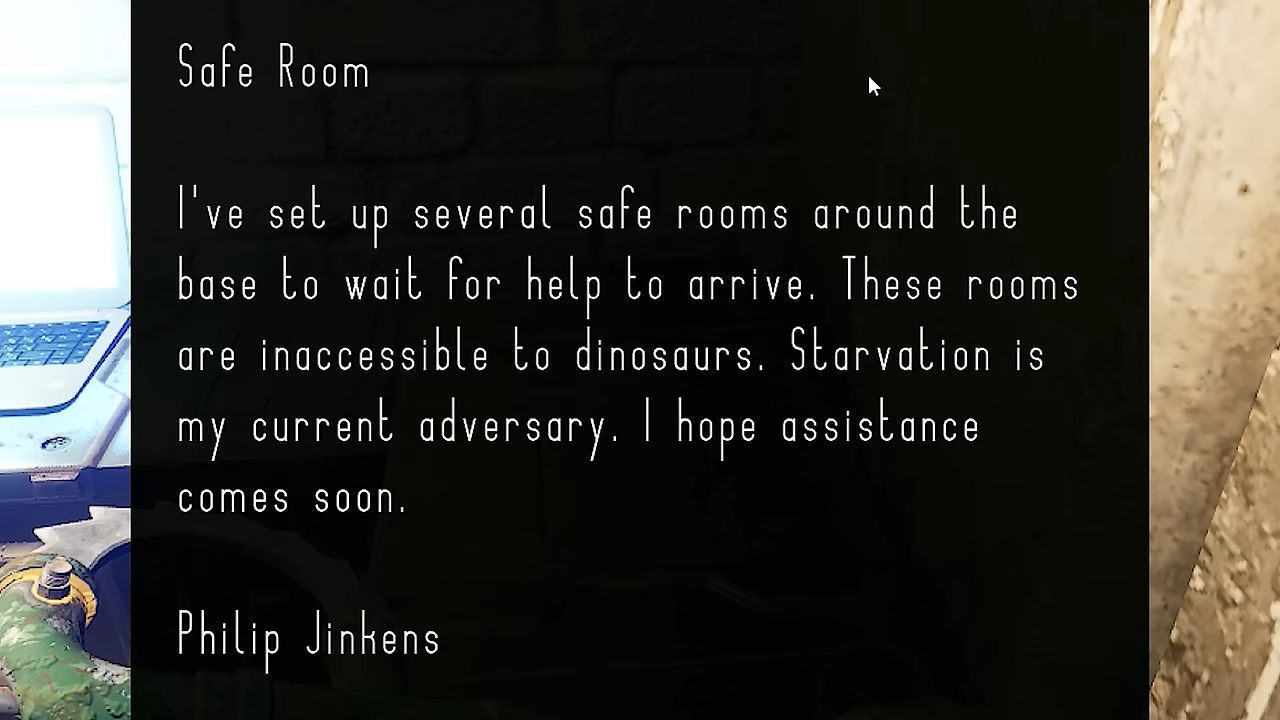 Safe Room
I've set up several safe rooms around the
base to wait for help to arrive. These rooms
are inaccessible to dinosaurs. Starvation is
my current adversary. I hope assistance
comes soon.
Philip Jinkens